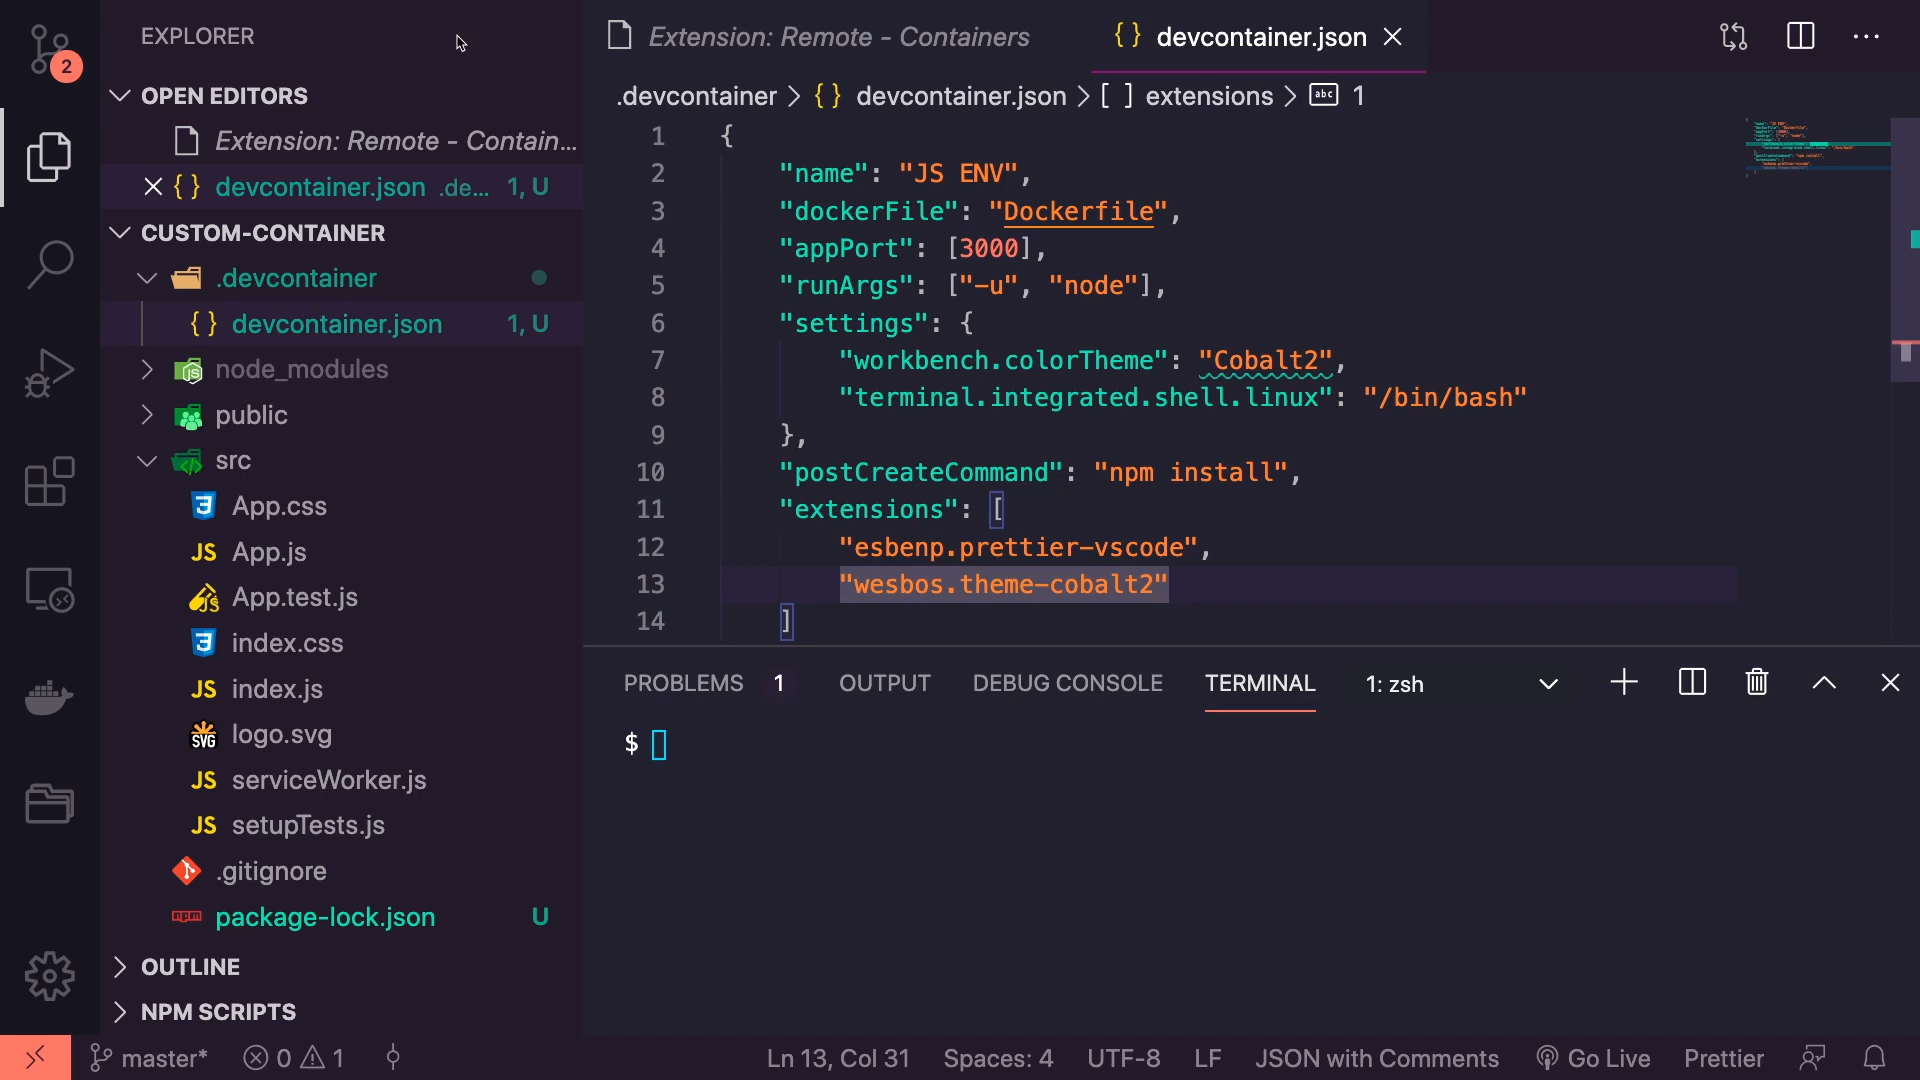 2
EXPLORER
OPEN EDITORS
Extension: Remote - Contain...
devcontainer.json .de... 1, U
CUSTOM-CONTAINER
.devcontainer
devcontainer.json 1, U
node_modules
public
src
App.css
JS App.js
App.test.js
index.css
JS index.js
SVG logo.svg
JS serviceWorker.js
JS setupTests.js
.gitignore
package-lock.json U
OUTLINE
NPM SCRIPTS
Extension: Remote - Containers
{ } devcontainer.json
.devcontainer > { } devcontainer.json > [ ] extensions > abc 1
1 {
2 "name": "JS ENV",
3 "dockerFile": "Dockerfile",
4 "appPort": [3000],
5 "runArgs": ["-u", "node"],
6 "settings": {
7 "workbench.colorTheme": "Cobalt2",
8 "terminal.integrated.shell.linux": "/bin/bash"
9 },
10 "postCreateCommand": "npm install",
11 "extensions": [
12 "esbenp.prettier-vscode",
13 "wesbos.theme-cobalt2"
14 ]
PROBLEMS 1 OUTPUT DEBUG CONSOLE TERMINAL 1: zsh
$
master* 0 1 Ln 13, Col 31 Spaces: 4 UTF-8 LF JSON with Comments Go Live Prettier